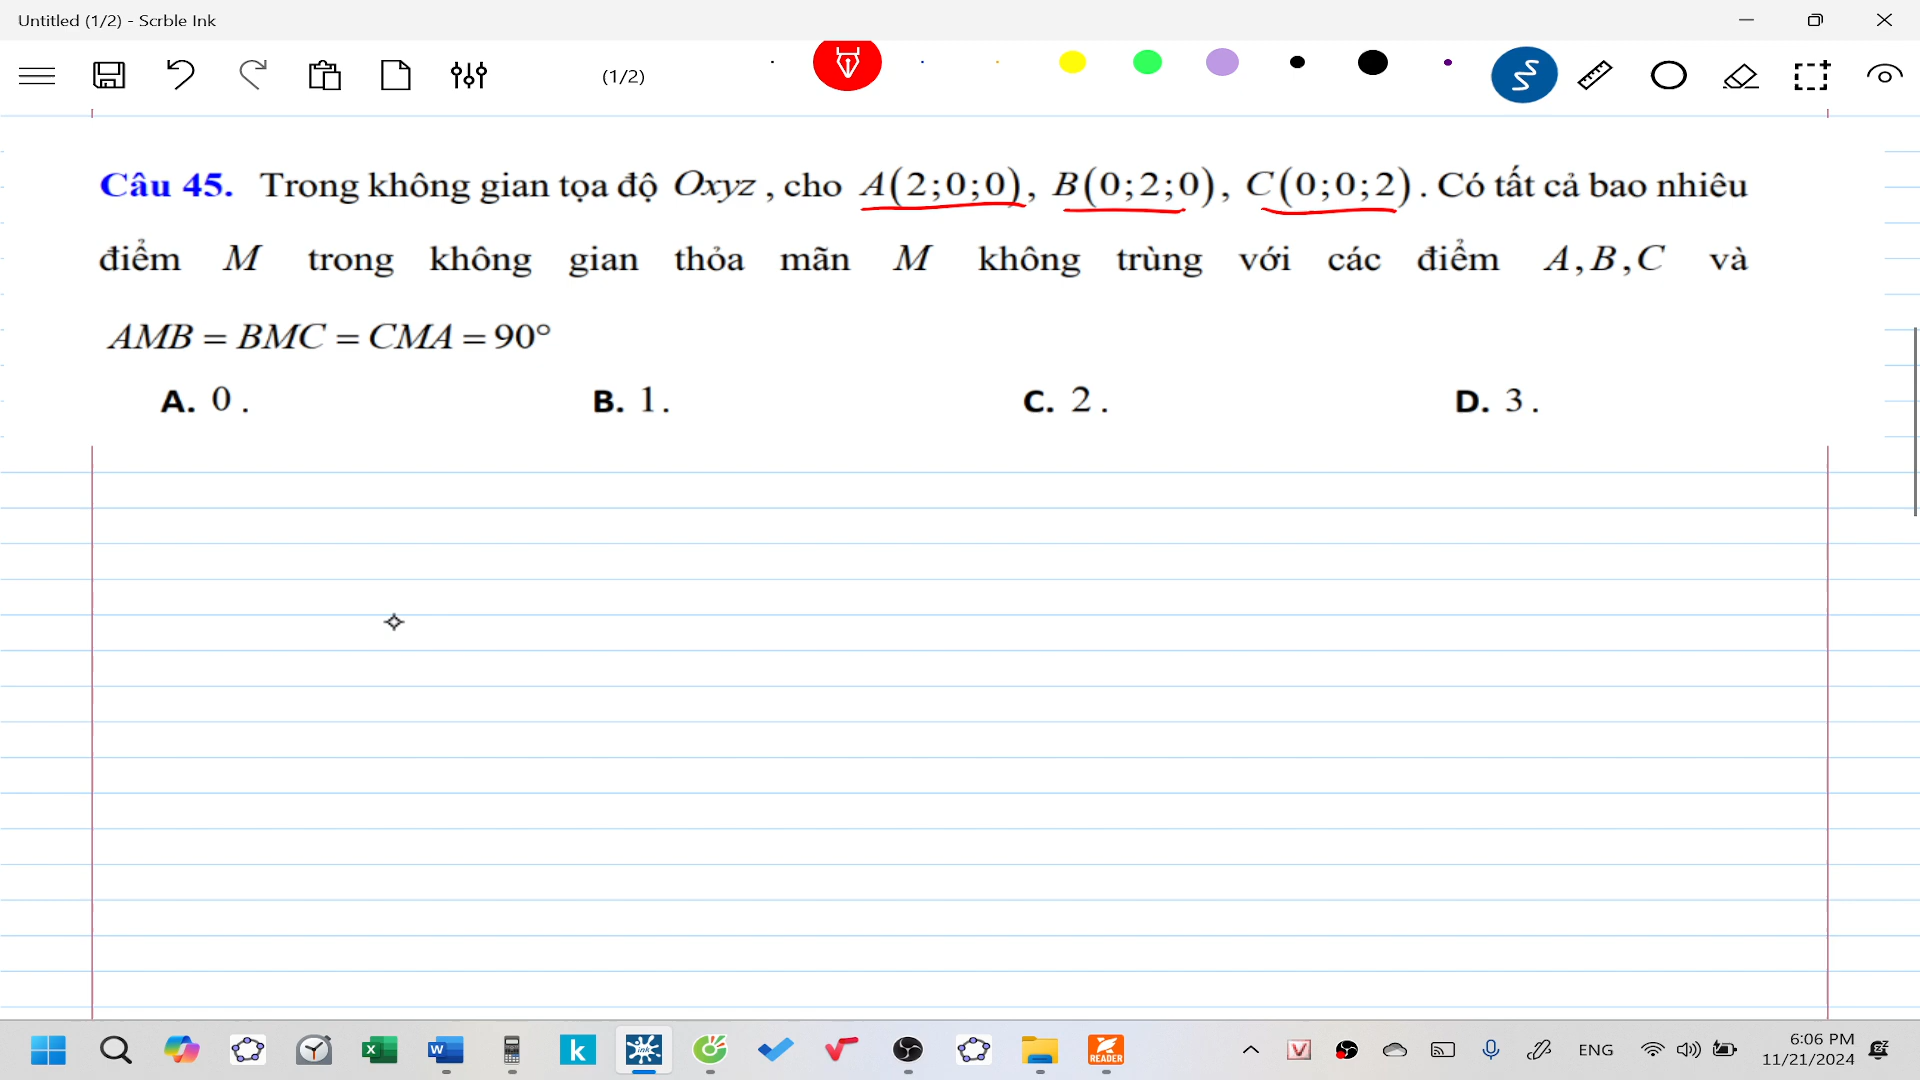 Untitled (1/2) - Scrble Ink
(1/2)
Câu 45. Trong không gian tọa độ Oxyz , cho A(2;0;0), B(0;2;0), C(0;0;2). Có tất cả bao nhiêu
điểm M trong không gian thỏa mãn M không trùng với các điểm A,B,C và
AMB = BMC = CMA = 90°
A. 0 . B. 1. C. 2 . D. 3 .
ink
READER
ENG
6:06 PM
11/21/2024